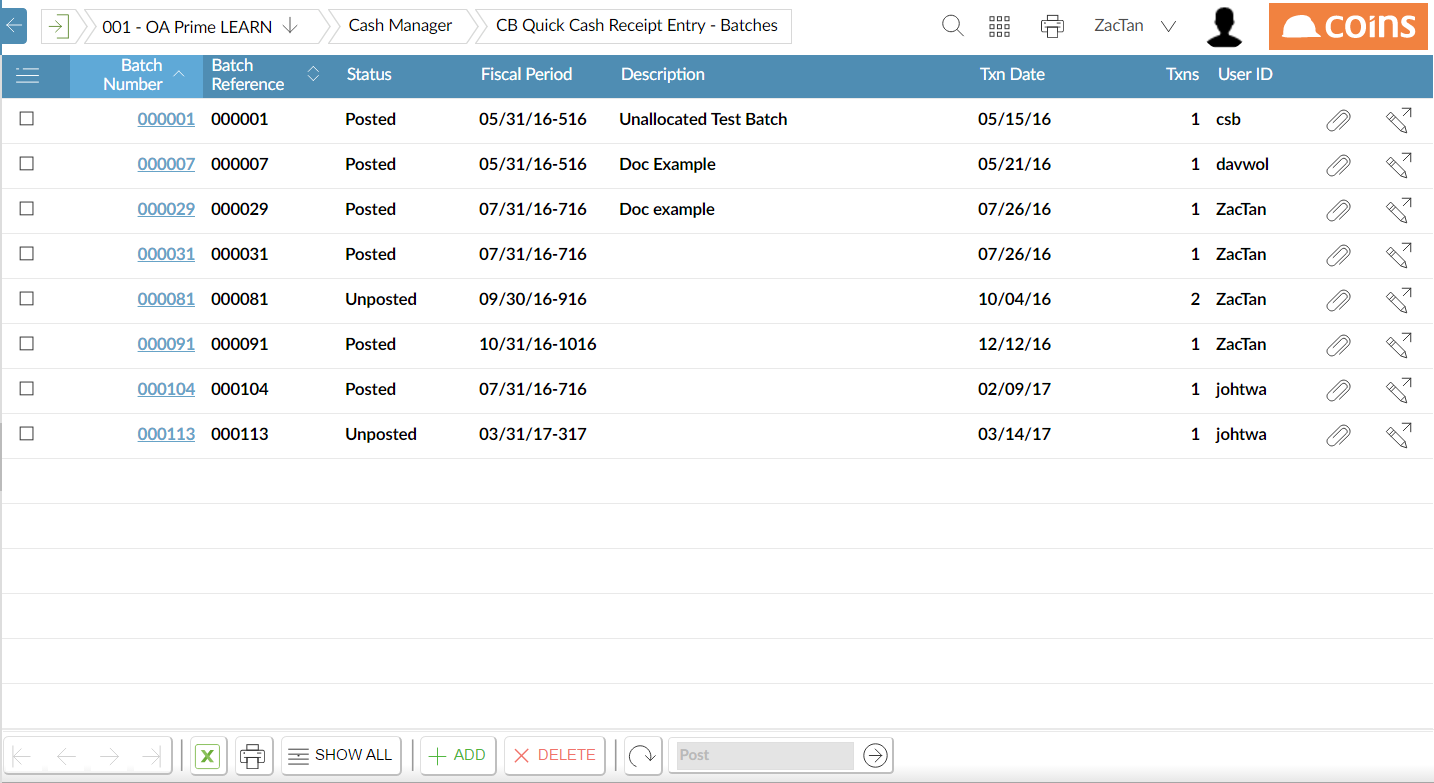 001 - OA Prime LEARN Cash Manager CB Quick Cash Receipt Entry - Batches ZacTan coins
Batch Number Batch Reference Status Fiscal Period Description Txn Date Txns User ID
000001 000001 Posted 05/31/16-516 Unallocated Test Batch 05/15/16 1 csb
000007 000007 Posted 05/31/16-516 Doc Example 05/21/16 1 davwol
000029 000029 Posted 07/31/16-716 Doc example 07/26/16 1 ZacTan
000031 000031 Posted 07/31/16-716 07/26/16 1 ZacTan
000081 000081 Unposted 09/30/16-916 10/04/16 2 ZacTan
000091 000091 Posted 10/31/16-1016 12/12/16 1 ZacTan
000104 000104 Posted 07/31/16-716 02/09/17 1 johtwa
000113 000113 Unposted 03/31/17-317 03/14/17 1 johtwa
X SHOW ALL ADD DELETE Post